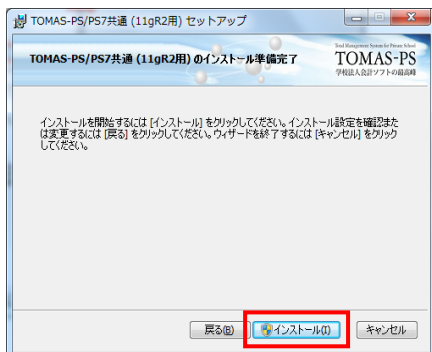 TOMAS-PS/PS7共通 (11gR2用) セットアップ
TOMAS-PS/PS7共通 (11gR2用) のインストール準備完了
Total Management System for Private School
TOMAS-PS
学校法人会計ソフトの最高峰
インストールを開始するには [インストール] をクリックしてください。インストール設定を確認また
は変更するには [戻る] をクリックしてください。ウィザードを終了するには [キャンセル] をクリック
してください。
戻る(B)
インストール(I)
キャンセル